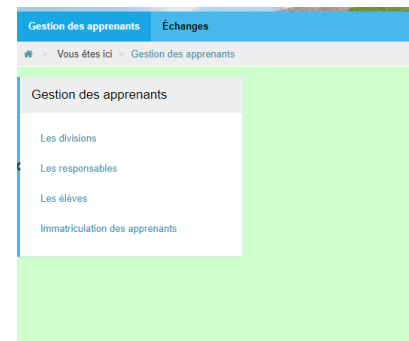 Gestion des apprenants Échanges
> Vous êtes ici > Gestion des apprenants
Gestion des apprenants
Les divisions
Les responsables
Les élèves
Immatriculation des apprenants